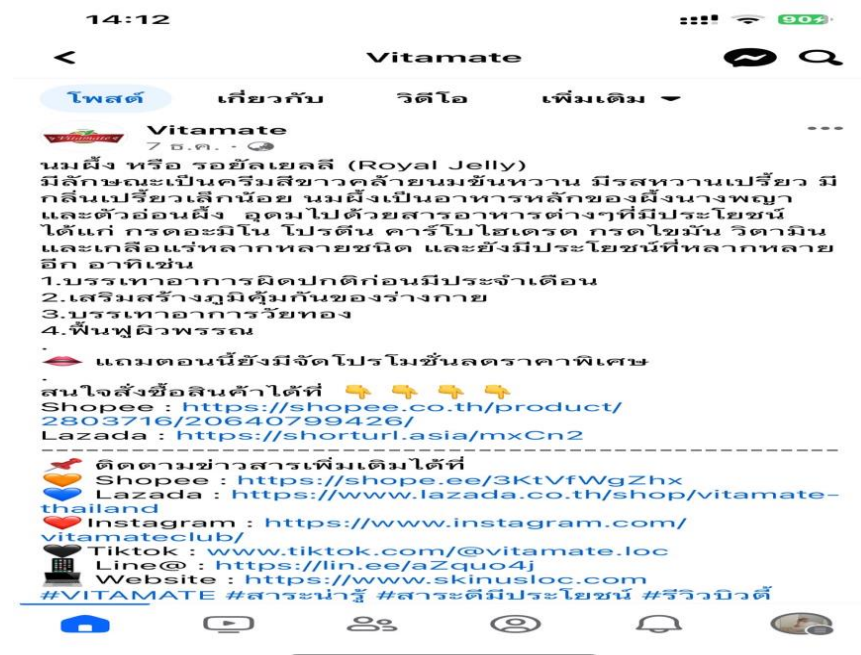 14:12
90
Vitamate
โพสต์ เกี่ยวกับ วิดีโอ เพิ่มเติม
Vitamate
7 ธ.ค. ·
นมผึ้ง หรือ รอยัลเยลลี (Royal Jelly)
มีลักษณะเป็นครีมสีขาวคล้ายนมข้นหวาน มีรสหวานเปรี้ยว มี
กลิ่นเปรี้ยวเล็กน้อย นมผึ้งเป็นอาหารหลักของผึ้งนางพญา
และตัวอ่อนผึ้ง อุดมไปด้วยสารอาหารต่างๆที่มีประโยชน์
ได้แก่ กรดอะมิโน โปรตีน คาร์โบไฮเดรต กรดไขมัน วิตามิน
และเกลือแร่หลากหลายชนิด และยังมีประโยชน์ที่หลากหลาย
อีก อาทิเช่น
1.บรรเทาอาการผิดปกติก่อนมีประจำเดือน
2.เสริมสร้างภูมิคุ้มกันของร่างกาย
3.บรรเทาอาการวัยทอง
4.ฟื้นฟูผิวพรรณ
.
👄 แถมตอนนี้ยังมีจัดโปรโมชั่นลดราคาพิเศษ
.
สนใจสั่งซื้อสินค้าได้ที่ 👇 👇 👇 👇
Shopee : https://shopee.co.th/product/
2803716/20640799426/
Lazada : https://shorturl.asia/mxCn2
--------------------------------------------------
📌 ติดตามข่าวสารเพิ่มเติมได้ที่
🧡 Shopee : https://shope.ee/3KtVfWgZhx
💙 Lazada : https://www.lazada.co.th/shop/vitamate-
thailand
❤️Instagram : https://www.instagram.com/
vitamateclub/
🖤Tiktok : www.tiktok.com/@vitamate.loc
📱 Line@ : https://lin.ee/aZquo4j
💻 Website : https://www.skinusloc.com
#VITAMATE #สาระน่ารู้ #สาระดีมีประโยชน์ #รีวิวบิวตี้